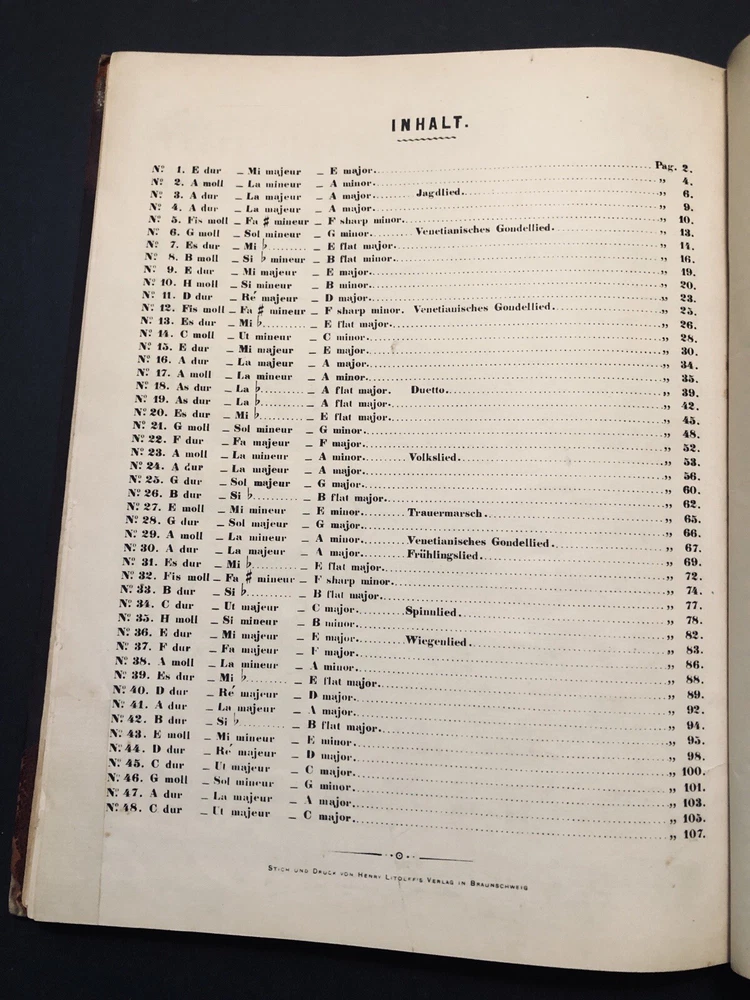 INHALT.
No. 1. E dur – Mi majeur – E major. Pag. 2.
No. 2. A moll – La mineur – A minor. „ 4.
No. 3. A dur – La majeur – A major. Jagdlied. „ 6.
No. 4. A dur – La majeur – A major. „ 9.
No. 5. Fis moll – Fa ♯ mineur – F sharp minor. „ 10.
No. 6. G moll – Sol mineur – G minor. Venetianisches Gondellied. „ 13.
No. 7. Es dur – Mi ♭ – E flat major. „ 14.
No. 8. B moll – Si ♭ mineur – B flat minor. „ 16.
No. 9. E dur – Mi majeur – E major. „ 19.
No. 10. H moll – Si mineur – B minor. „ 20.
No. 11. D dur – Ré majeur – D major. „ 23.
No. 12. Fis moll – Fa ♯ mineur – F sharp minor. Venetianisches Gondellied. „ 25.
No. 13. Es dur – Mi ♭ – E flat major. „ 26.
No. 14. C moll – Ut mineur – C minor. „ 28.
No. 15. E dur – Mi majeur – E major. „ 30.
No. 16. A dur – La majeur – A major. „ 34.
No. 17. A moll – La mineur – A minor. „ 35.
No. 18. As dur – La ♭ – A flat major. Duetto. „ 39.
No. 19. As dur – La ♭ – A flat major. „ 42.
No. 20. Es dur – Mi ♭ – E flat major. „ 45.
No. 21. G moll – Sol mineur – G minor. „ 48.
No. 22. F dur – Fa majeur – F major. „ 52.
No. 23. A moll – La mineur – A minor. Volkslied. „ 53.
No. 24. A dur – La majeur – A major. „ 56.
No. 25. G dur – Sol majeur – G major. „ 60.
No. 26. B dur – Si ♭ – B flat major. „ 62.
No. 27. E moll – Mi mineur – E minor. Trauermarsch. „ 65.
No. 28. G dur – Sol majeur – G major. „ 66.
No. 29. A moll – La mineur – A minor. Venetianisches Gondellied. „ 67.
No. 30. A dur – La majeur – A major. Frühlingslied. „ 69.
No. 31. Es dur – Mi ♭ – E flat major. „ 72.
No. 32. Fis moll – Fa ♯ mineur – F sharp minor. „ 74.
No. 33. B dur – Si ♭ – B flat major. „ 77.
No. 34. C dur – Ut majeur – C major. Spinnlied. „ 78.
No. 35. H moll – Si mineur – B minor. „ 82.
No. 36. E dur – Mi majeur – E major. Wiegenlied. „ 83.
No. 37. F dur – Fa majeur – F major. „ 86.
No. 38. A moll – La mineur – A minor. „ 88.
No. 39. Es dur – Mi ♭ – E flat major. „ 89.
No. 40. D dur – Ré majeur – D major. „ 92.
No. 41. A dur – La majeur – A major. „ 94.
No. 42. B dur – Si ♭ – B flat major. „ 95.
No. 43. E moll – Mi mineur – E minor. „ 98.
No. 44. D dur – Ré majeur – D major. „ 100.
No. 45. C dur – Ut majeur – C major. „ 101.
No. 46. G moll – Sol mineur – G minor. „ 103.
No. 47. A dur – La majeur – A major. „ 105.
No. 48. C dur – Ut majeur – C major. „ 107.
STICH UND DRUCK VON HENRY LITOLFF'S VERLAG IN BRAUNSCHWEIG